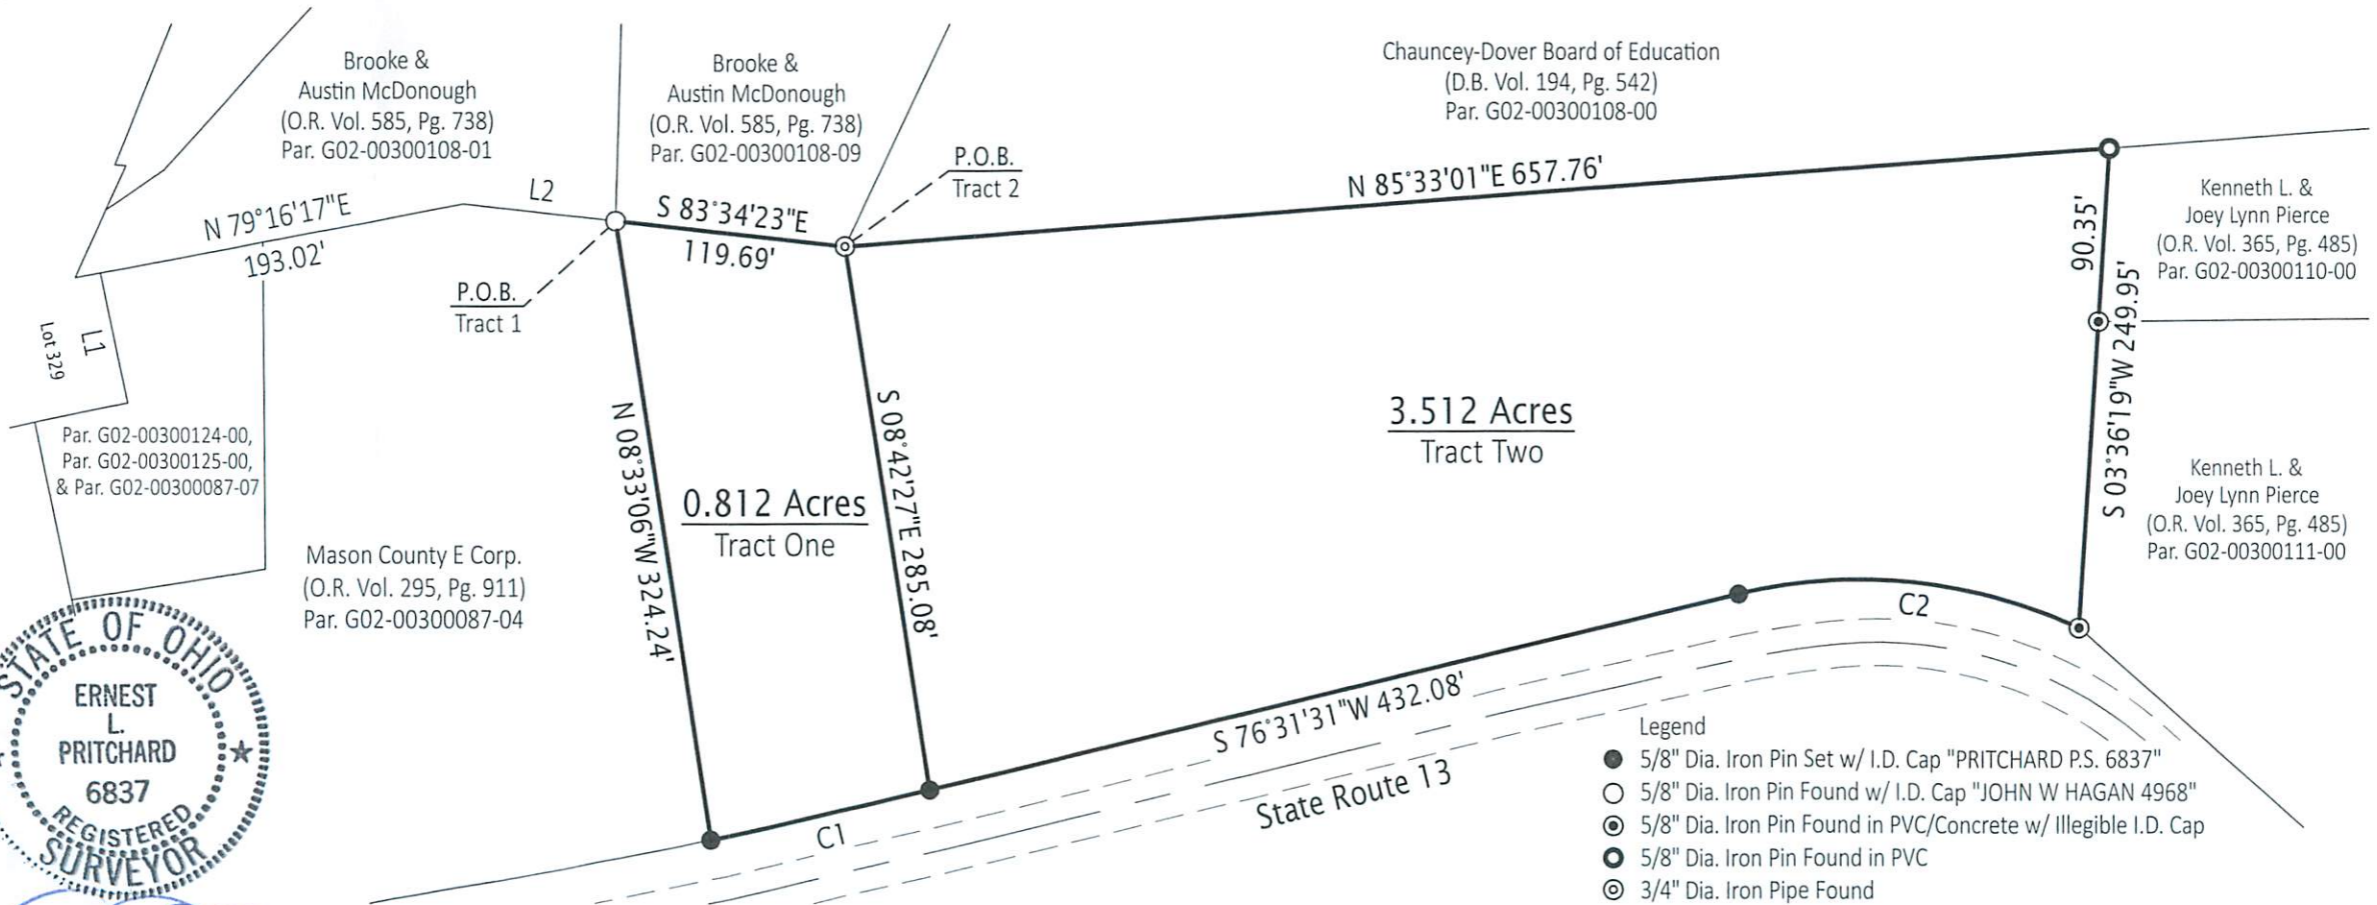 Brooke &
Austin McDonough
(O.R. Vol. 585, Pg. 738)
Par. G02-00300108-01
Brooke &
Austin McDonough
(O.R. Vol. 585, Pg. 738)
Par. G02-00300108-09
Chauncey-Dover Board of Education
(D.B. Vol. 194, Pg. 542)
Par. G02-00300108-00
P.O.B.
Tract 2
N 85°33'01"E 657.76'
L2
N 79°16'17"E
193.02'
S 83°34'23"E
119.69'
P.O.B.
Tract 1
90.35'
S 03°36'19"W 249.95'
Kenneth L. &
Joey Lynn Pierce
(O.R. Vol. 365, Pg. 485)
Par. G02-00300110-00
L1
Lot 329
Par. G02-00300124-00,
Par. G02-00300125-00,
& Par. G02-00300087-07
N 08°33'06"W 324.24'
S 08°42'27"E 285.08'
3.512 Acres
Tract Two
0.812 Acres
Tract One
Kenneth L. &
Joey Lynn Pierce
(O.R. Vol. 365, Pg. 485)
Par. G02-00300111-00
Mason County E Corp.
(O.R. Vol. 295, Pg. 911)
Par. G02-00300087-04
C2
S 76°31'31"W 432.08'
C1
State Route 13
STATE OF OHIO
ERNEST
L.
PRITCHARD
6837
REGISTERED
SURVEYOR
Legend
5/8" Dia. Iron Pin Set w/ I.D. Cap "PRITCHARD P.S. 6837"
5/8" Dia. Iron Pin Found w/ I.D. Cap "JOHN W HAGAN 4968"
5/8" Dia. Iron Pin Found in PVC/Concrete w/ Illegible I.D. Cap
5/8" Dia. Iron Pin Found in PVC
3/4" Dia. Iron Pipe Found